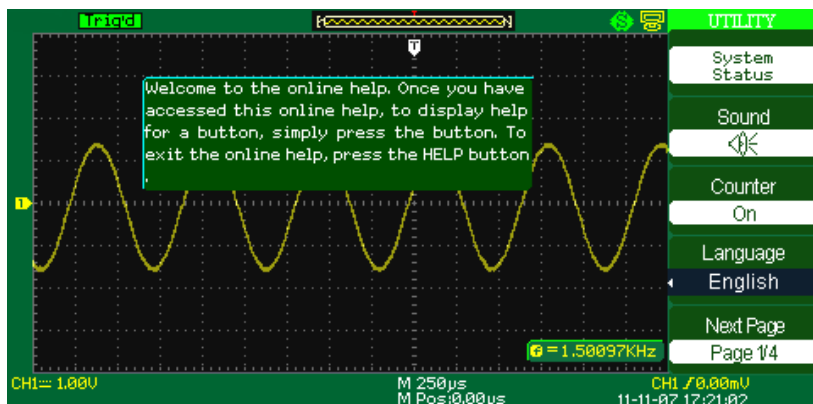 Trig'd
T
S
UTILITY
System
Status
Welcome to the online help. Once you have
accessed this online help, to display help
for a button, simply press the button. To
exit the online help, press the HELP button
.
Sound
Counter
On
1
Language
English
Next Page
Page 1/4
f = 1.50097KHz
CH1 1.00V
M 250µs
M Pos:0.00µs
CH1 0.00mV
11-11-07 17:21:02